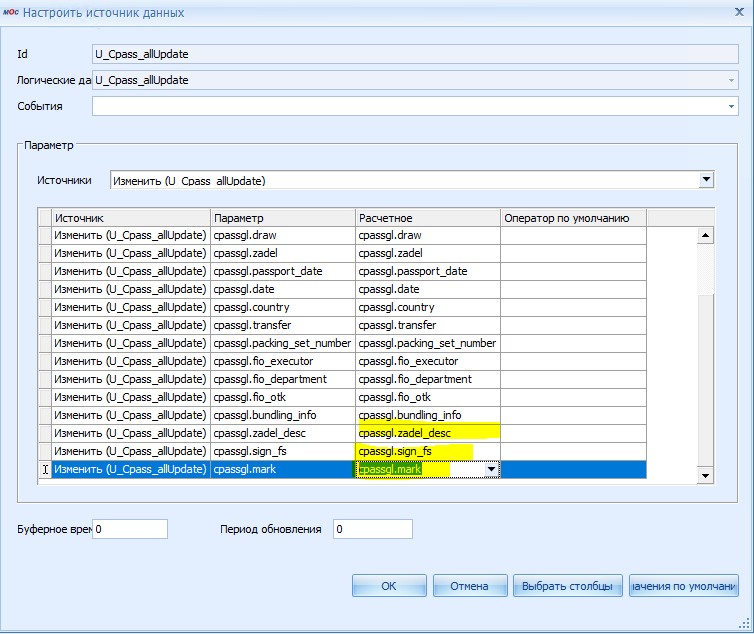 мос Настроить источник данных
Id U_Cpass_allUpdate
Логические да U_Cpass_allUpdate
События
Параметр
Источники Изменить (U_Cpass_allUpdate)
Источник Параметр Расчетное Оператор по умолчанию
Изменить (U_Cpass_allUpdate) cpassgl.draw cpassgl.draw
Изменить (U_Cpass_allUpdate) cpassgl.zadel cpassgl.zadel
Изменить (U_Cpass_allUpdate) cpassgl.passport_date cpassgl.passport_date
Изменить (U_Cpass_allUpdate) cpassgl.date cpassgl.date
Изменить (U_Cpass_allUpdate) cpassgl.country cpassgl.country
Изменить (U_Cpass_allUpdate) cpassgl.transfer cpassgl.transfer
Изменить (U_Cpass_allUpdate) cpassgl.packing_set_number cpassgl.packing_set_number
Изменить (U_Cpass_allUpdate) cpassgl.fio_executor cpassgl.fio_executor
Изменить (U_Cpass_allUpdate) cpassgl.fio_department cpassgl.fio_department
Изменить (U_Cpass_allUpdate) cpassgl.fio_otk cpassgl.fio_otk
Изменить (U_Cpass_allUpdate) cpassgl.bundling_info cpassgl.bundling_info
Изменить (U_Cpass_allUpdate) cpassgl.zadel_desc cpassgl.zadel_desc
Изменить (U_Cpass_allUpdate) cpassgl.sign_fs cpassgl.sign_fs
Изменить (U_Cpass_allUpdate) cpassgl.mark cpassgl.mark
Буферное врем 0 Период обновления 0
ОК Отмена Выбрать столбцы начения по умолчани